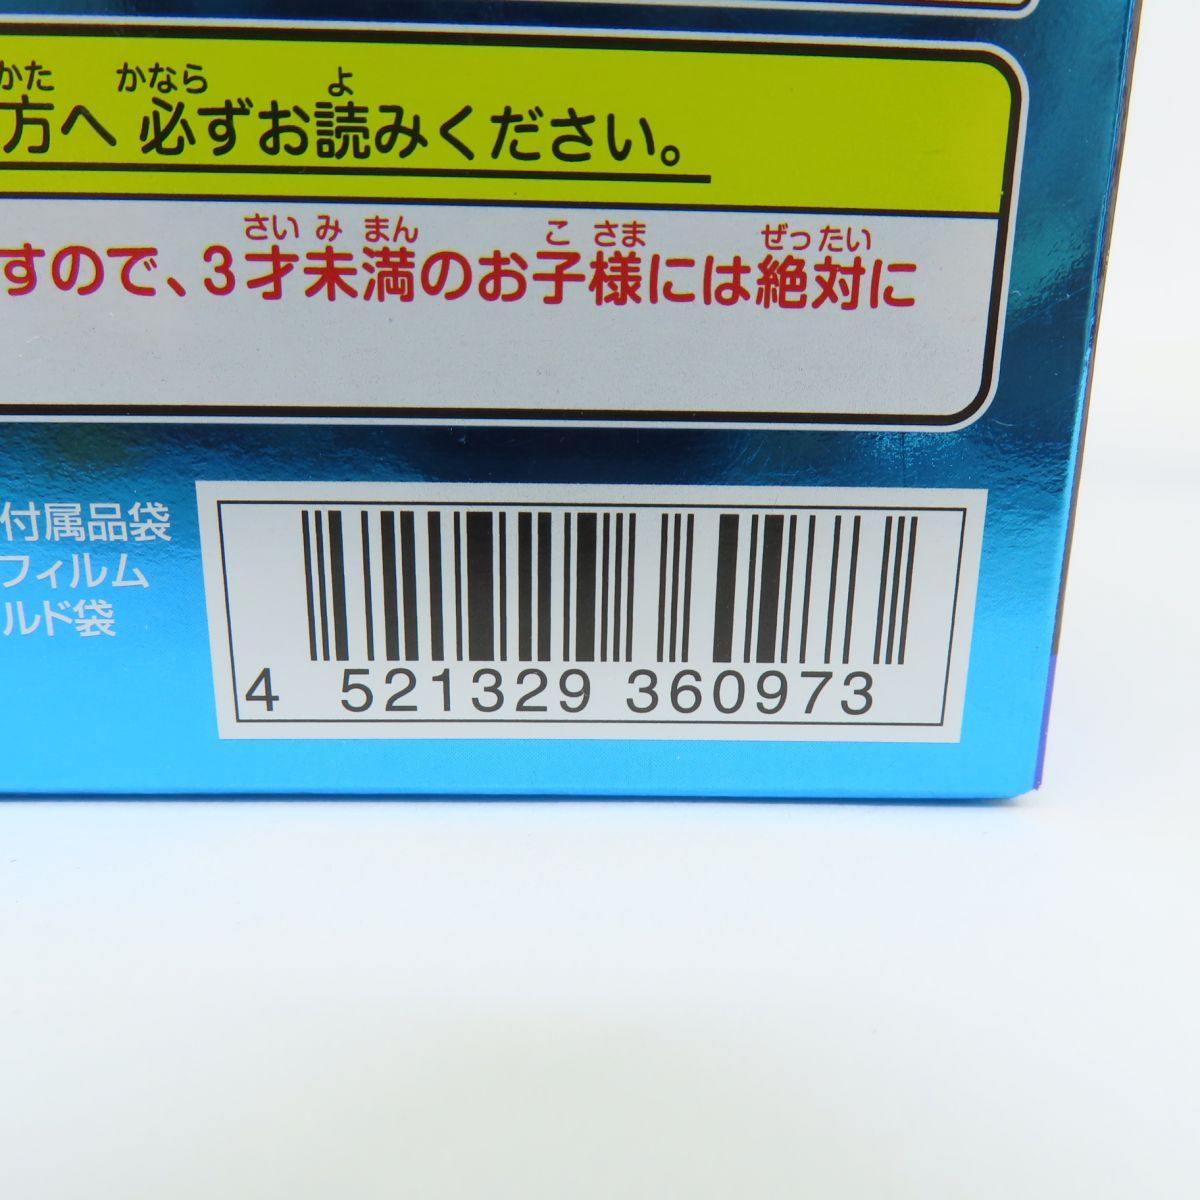 かた かなら よ
方へ 必ずお読みください。
さい み まん こ さま ぜったい
すので、3才未満のお子様には絶対に
付属品袋
フィルム
ルド袋
4 521329 360973